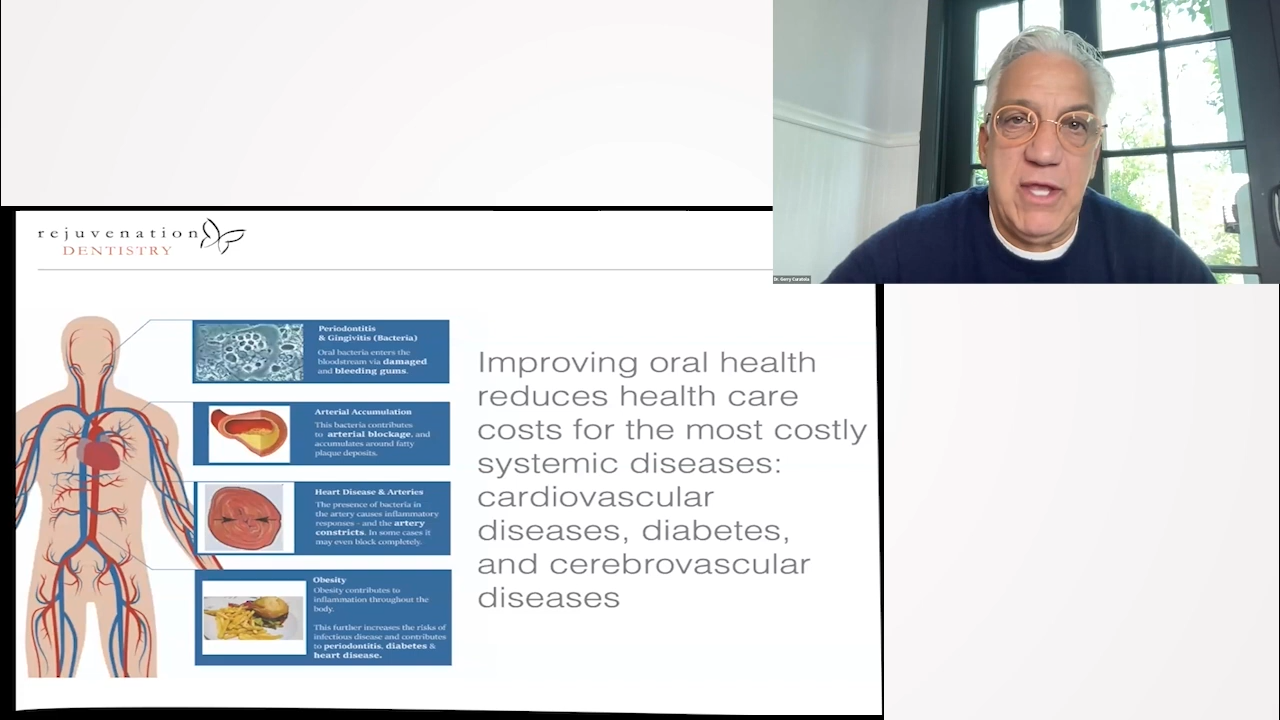 rejuvenation
DENTISTRY
Dr. Gerry Curatola
Periodontitis
& Gingivitis (Bacteria)
Oral bacteria enters the
bloodstream via damaged
and bleeding gums.
Arterial Accumulation
This bacteria contributes
to arterial blockage, and
accumulates around fatty
plaque deposits.
Heart Disease & Arteries
The presence of bacteria in
the artery causes inflammatory
responses - and the artery
constricts. In some cases it
may even block completely.
Obesity
Obesity contributes to
inflammation throughout the
body.
This further increases the risks of
infectious disease and contributes
to periodontitis, diabetes &
heart disease.
Improving oral health
reduces health care
costs for the most costly
systemic diseases:
cardiovascular
diseases, diabetes,
and cerebrovascular
diseases